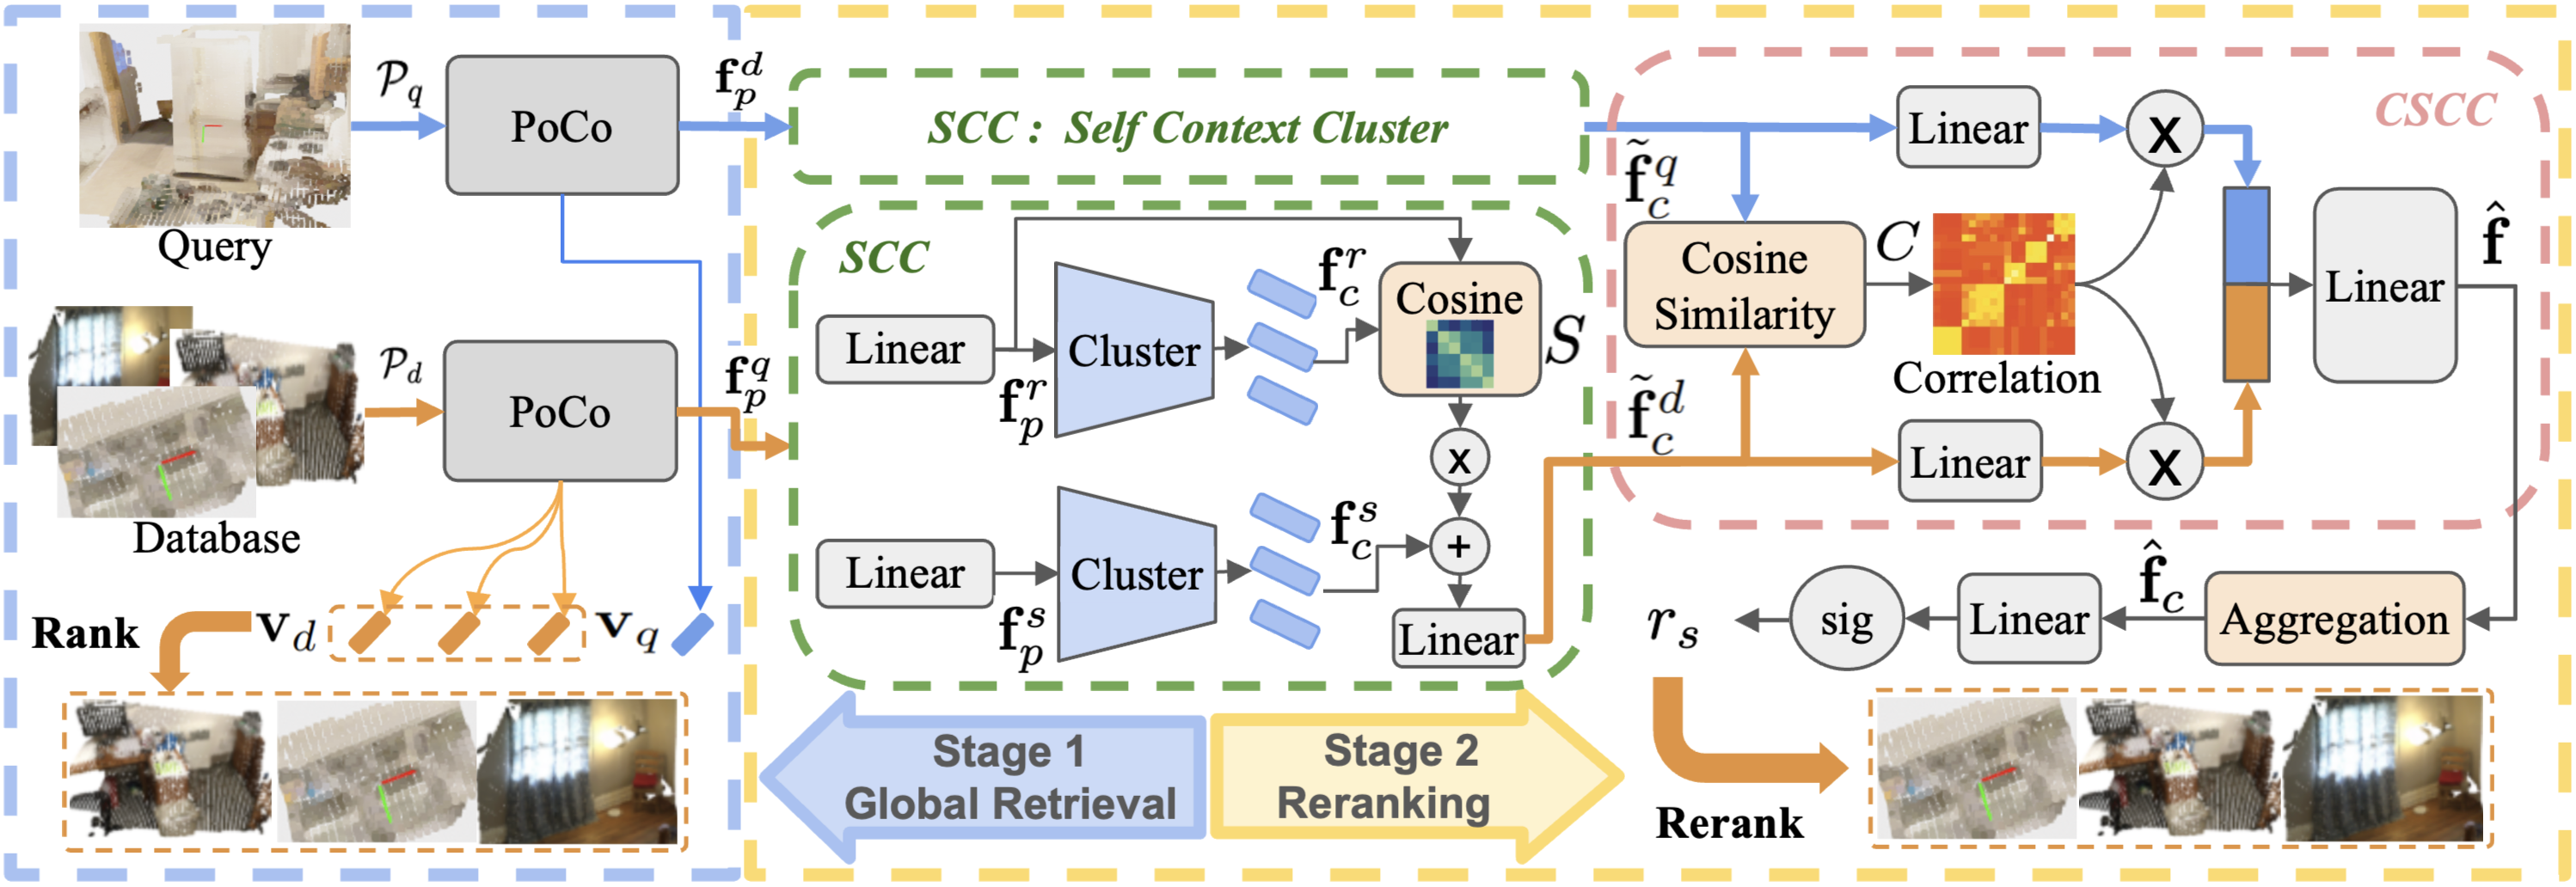 Query
Database
Rank
\mathcal{P}_q
\mathcal{P}_d
PoCo
PoCo
\mathbf{f}_p^d
\mathbf{f}_p^q
\mathbf{v}_d
\mathbf{v}_q
SCC : Self Context Cluster
SCC
Linear
\mathbf{f}_p^r
Cluster
\mathbf{f}_c^r
Cosine
S
x
Linear
\mathbf{f}_p^s
Cluster
\mathbf{f}_c^s
+
Linear
Stage 1
Global Retrieval
Stage 2
Reranking
CSCC
\tilde{\mathbf{f}}_c^q
\tilde{\mathbf{f}}_c^d
Cosine
Similarity
C
Correlation
Linear
X
Linear
X
Linear
\hat{\mathbf{f}}
Aggregation
\hat{\mathbf{f}}_c
Linear
sig
r_s
Rerank